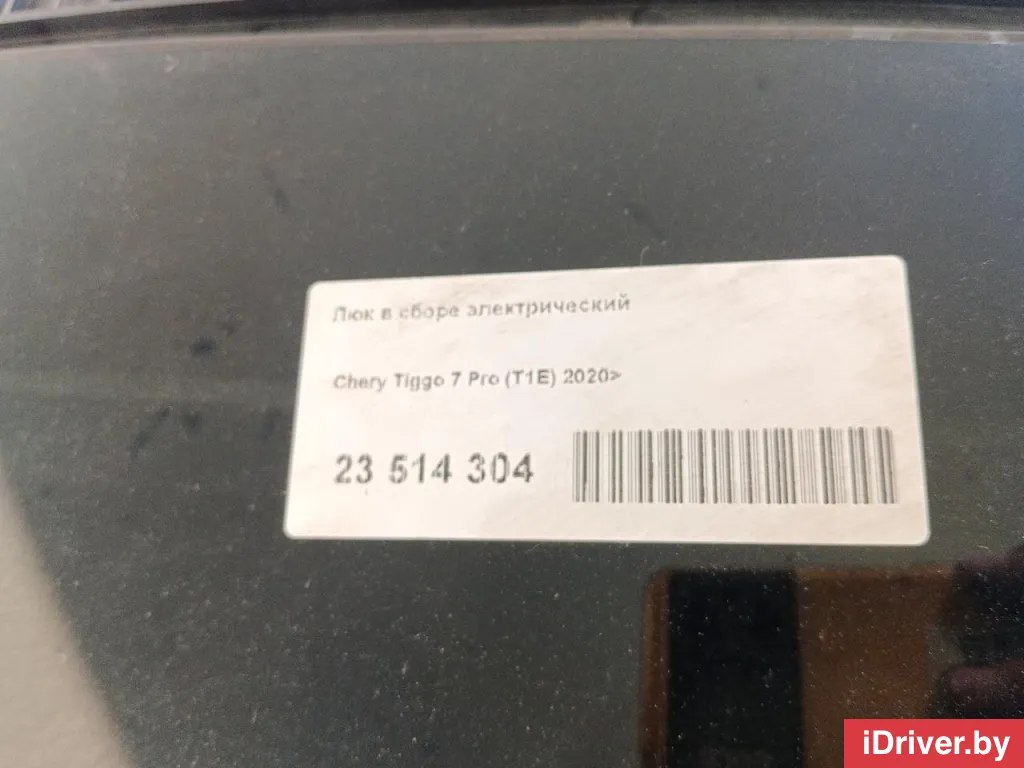 Люк в сборе электрический
Chery Tiggo 7 Pro (T1E) 2020>
23 514 304
iDriver.by